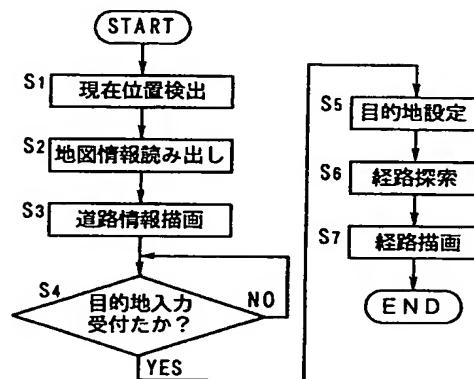 START
S1
現在位置検出
S2
地図情報読み出し
S3
道路情報描画
S4
目的地入力
受付たか？
NO
YES
S5
目的地設定
S6
経路探索
S7
経路描画
END